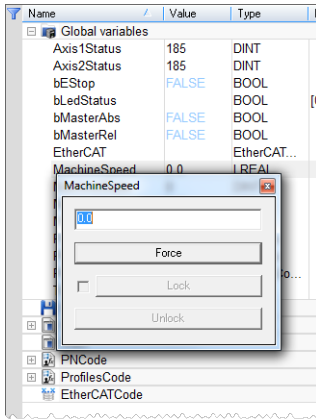 Name / Value Type
Global variables
Axis1Status 185 DINT
Axis2Status 185 DINT
bEStop FALSE BOOL
bLedStatus BOOL
bMasterAbs FALSE BOOL
bMasterRel FALSE BOOL
EtherCAT EtherCAT...
MachineSpeed 0.0 LREAL
MachineSpeed
0.0
Force
Lock
Unlock
PNCode
ProfilesCode
EtherCATCode